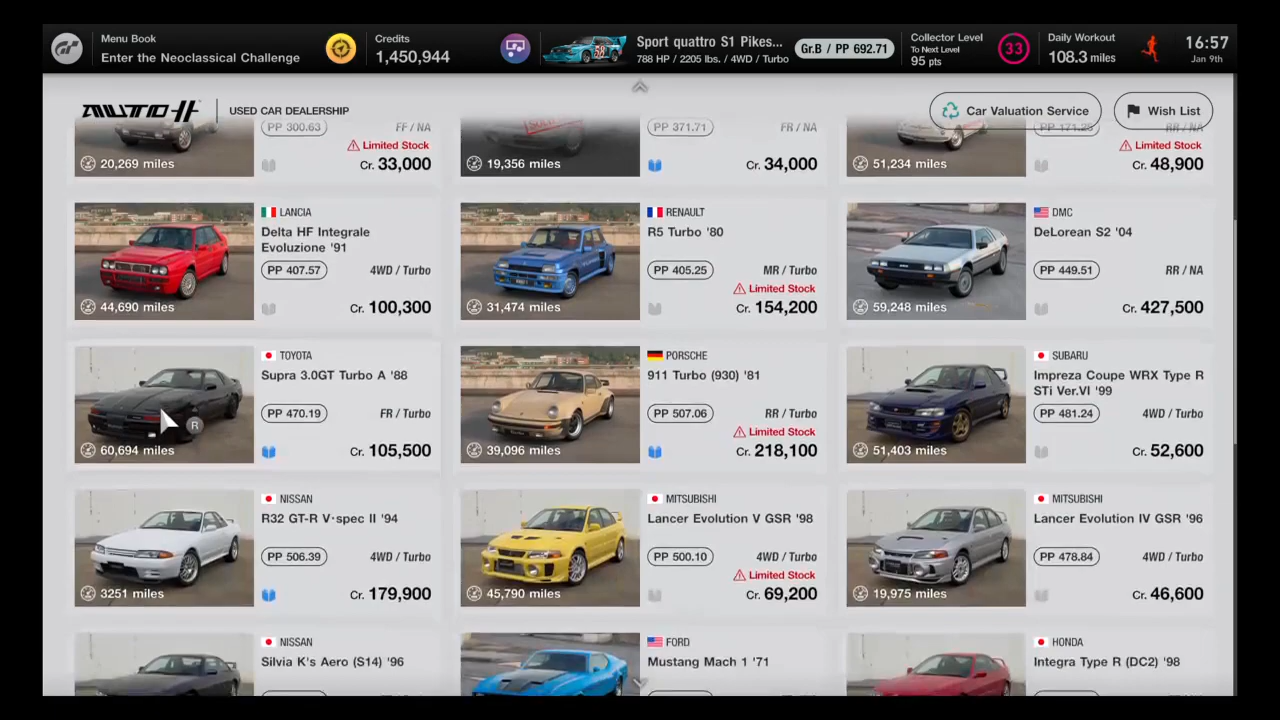 Menu Book
Enter the Neoclassical Challenge
Credits
1,450,944
Sport quattro S1 Pikes...
788 HP / 2205 lbs. / 4WD / Turbo
Gr.B / PP 692.71
Collector Level
To Next Level
95 pts
33
Daily Workout
108.3 miles
16:57
Jan 9th
AUTO
USED CAR DEALERSHIP
Car Valuation Service
Wish List
PP 300.63 FF / NA
Limited Stock
20,269 miles
Cr. 33,000
PP 371.71 FR / NA
19,356 miles
Cr. 34,000
PP 171.25 RR / NA
Limited Stock
51,234 miles
Cr. 48,900
LANCIA
Delta HF Integrale
Evoluzione '91
PP 407.57 4WD / Turbo
44,690 miles
Cr. 100,300
RENAULT
R5 Turbo '80
PP 405.25 MR / Turbo
Limited Stock
31,474 miles
Cr. 154,200
DMC
DeLorean S2 '04
PP 449.51 RR / NA
59,248 miles
Cr. 427,500
TOYOTA
Supra 3.0GT Turbo A '88
PP 470.19 FR / Turbo
R
60,694 miles
Cr. 105,500
PORSCHE
911 Turbo (930) '81
PP 507.06 RR / Turbo
Limited Stock
39,096 miles
Cr. 218,100
SUBARU
Impreza Coupe WRX Type R
STi Ver.VI '99
PP 481.24 4WD / Turbo
51,403 miles
Cr. 52,600
NISSAN
R32 GT-R V·spec II '94
PP 506.39 4WD / Turbo
3251 miles
Cr. 179,900
MITSUBISHI
Lancer Evolution V GSR '98
PP 500.10 4WD / Turbo
Limited Stock
45,790 miles
Cr. 69,200
MITSUBISHI
Lancer Evolution IV GSR '96
PP 478.84 4WD / Turbo
19,975 miles
Cr. 46,600
NISSAN
Silvia K's Aero (S14) '96
FORD
Mustang Mach 1 '71
HONDA
Integra Type R (DC2) '98